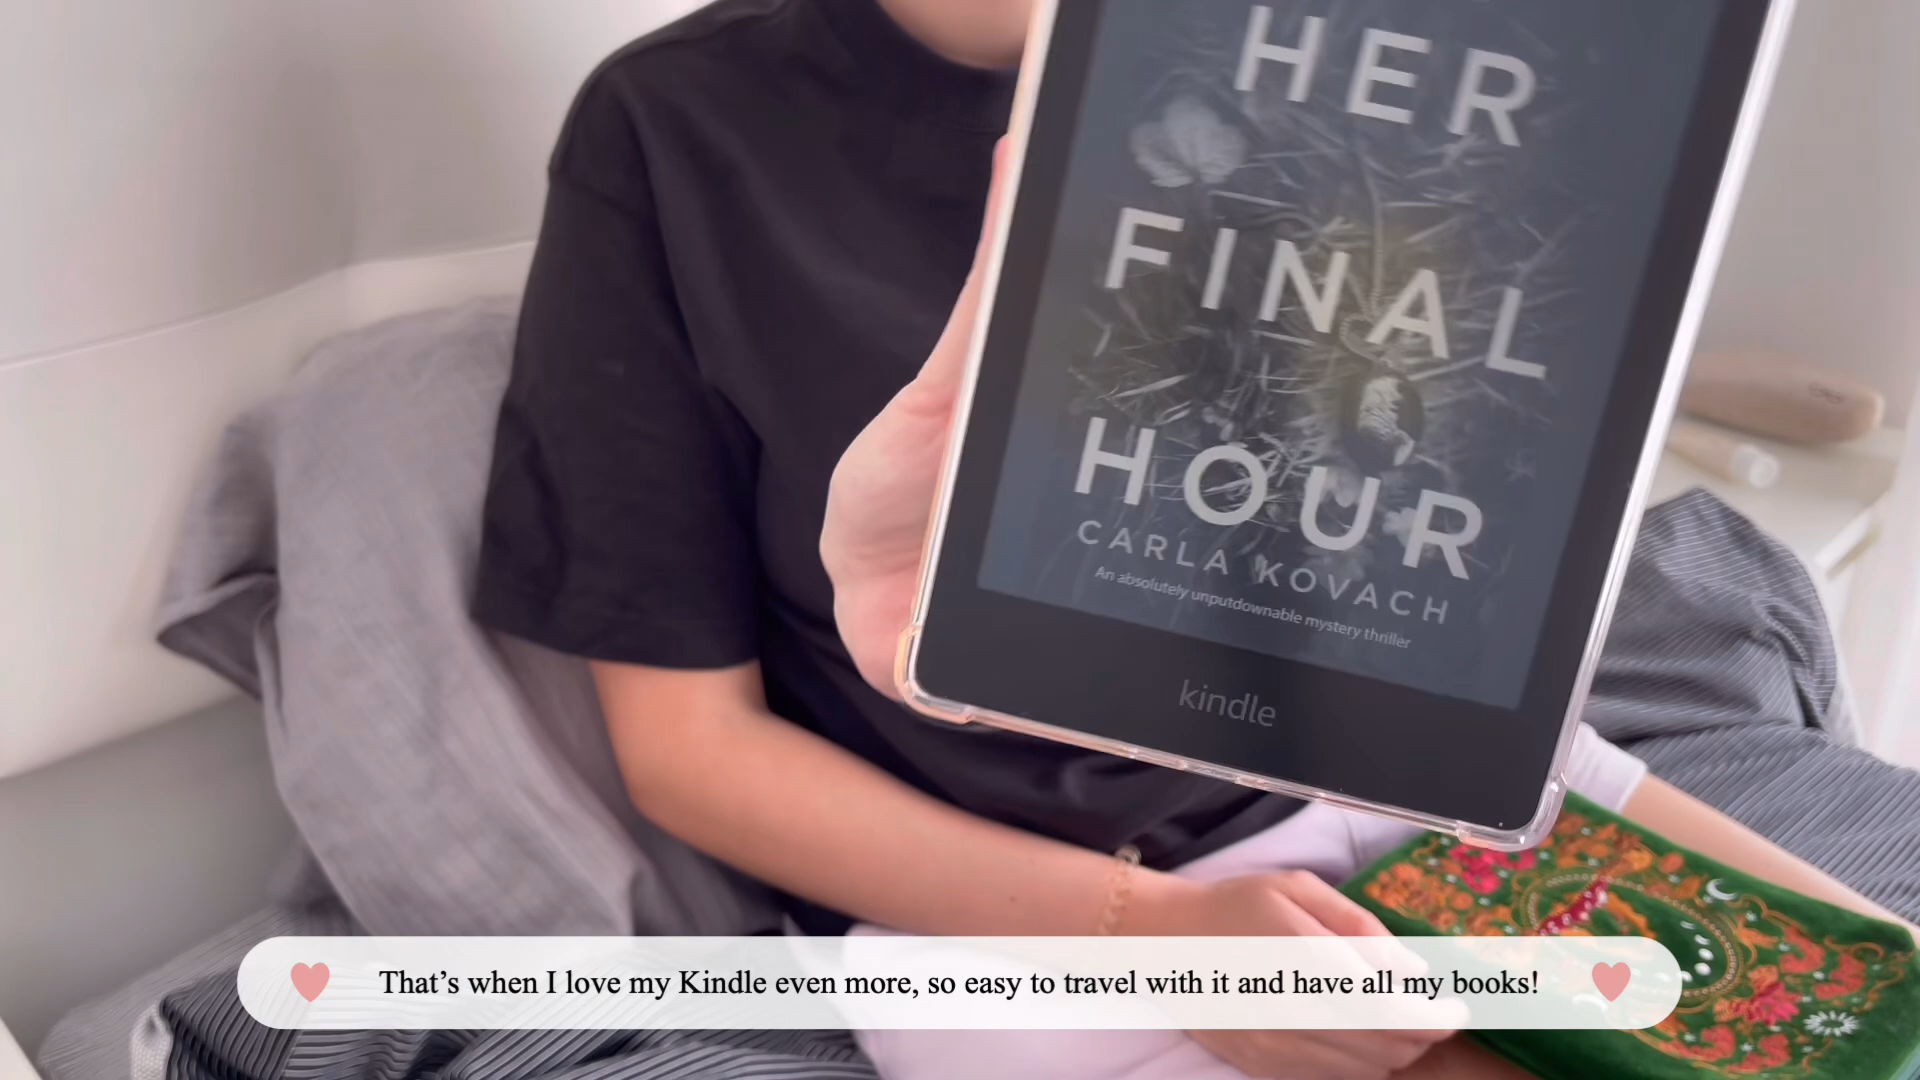 HER
FINAL
HOUR
CARLA KOVACH
An absolutely unputdownable mystery thriller
kindle
That’s when I love my Kindle even more, so easy to travel with it and have all my books!